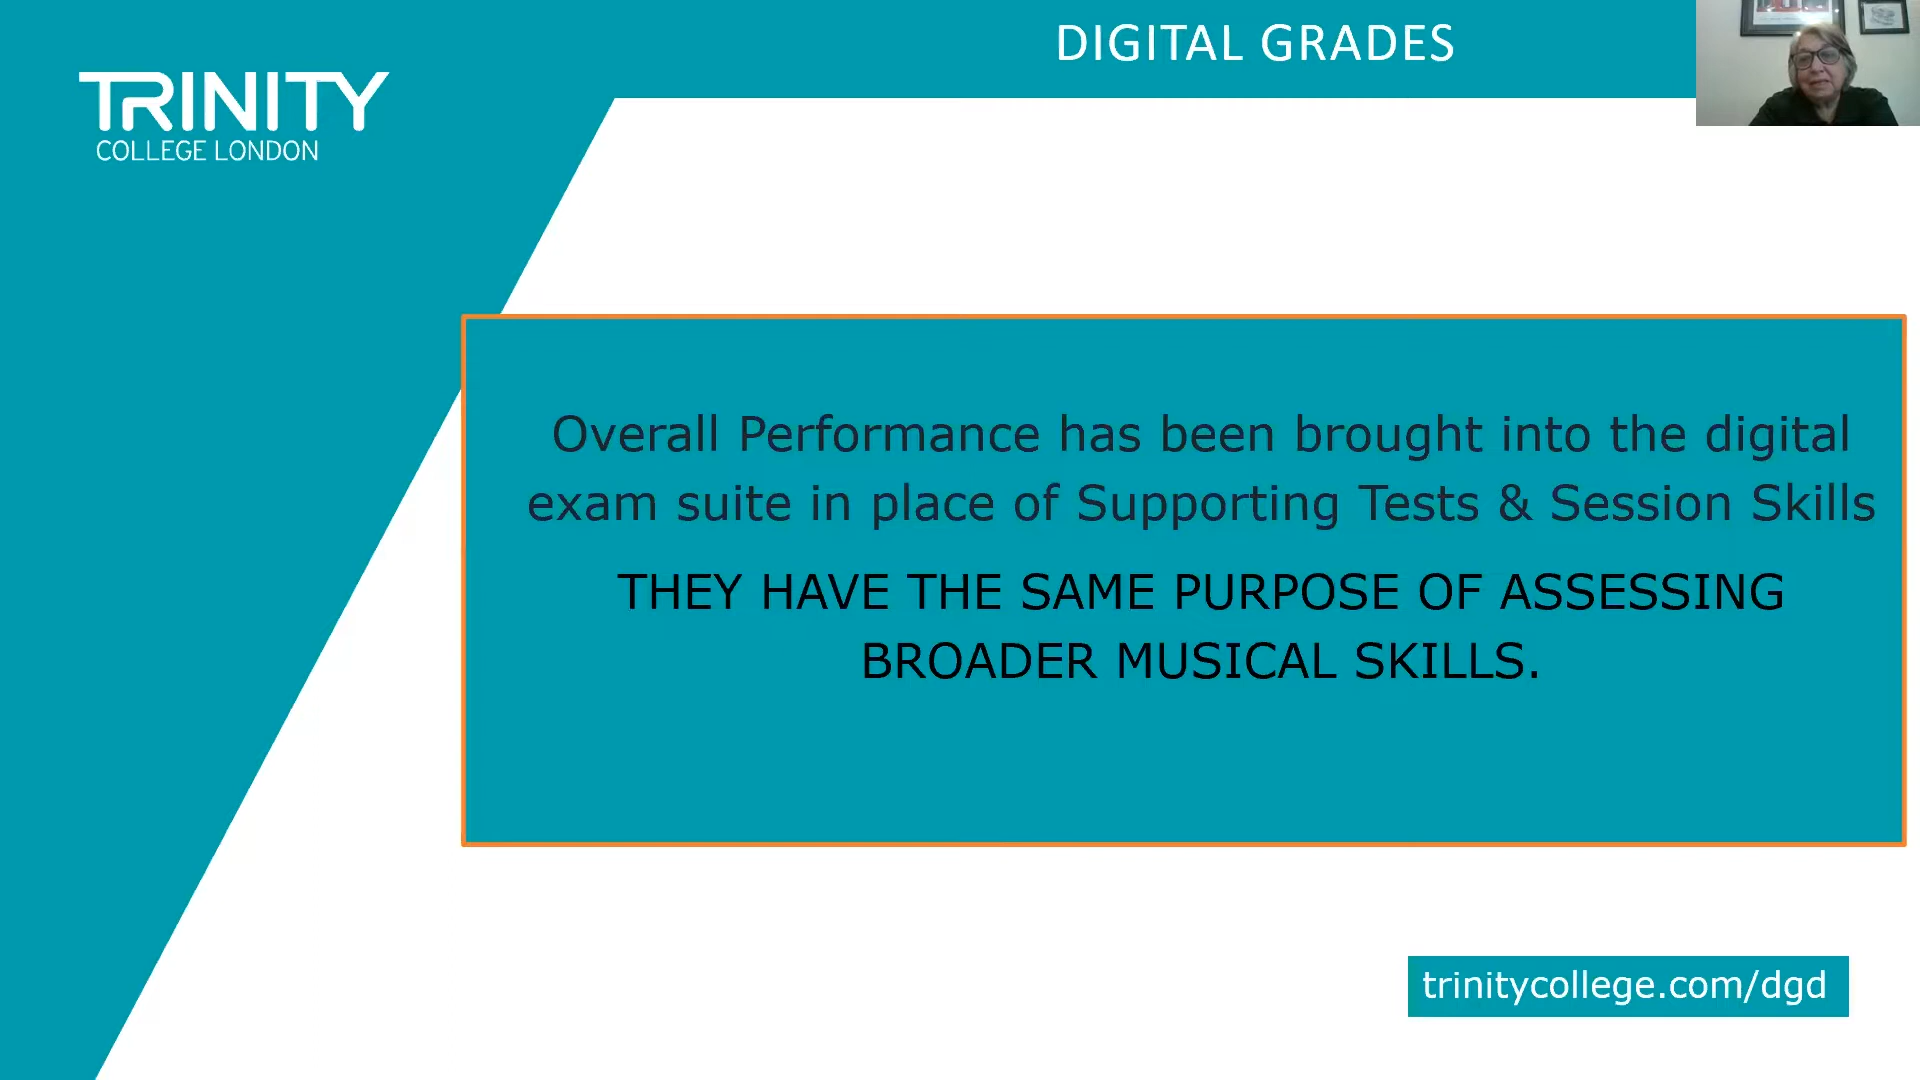 DIGITAL GRADES
TRINITY
COLLEGE LONDON
Overall Performance has been brought into the digital
exam suite in place of Supporting Tests & Session Skills
THEY HAVE THE SAME PURPOSE OF ASSESSING
BROADER MUSICAL SKILLS.
trinitycollege.com/dgd